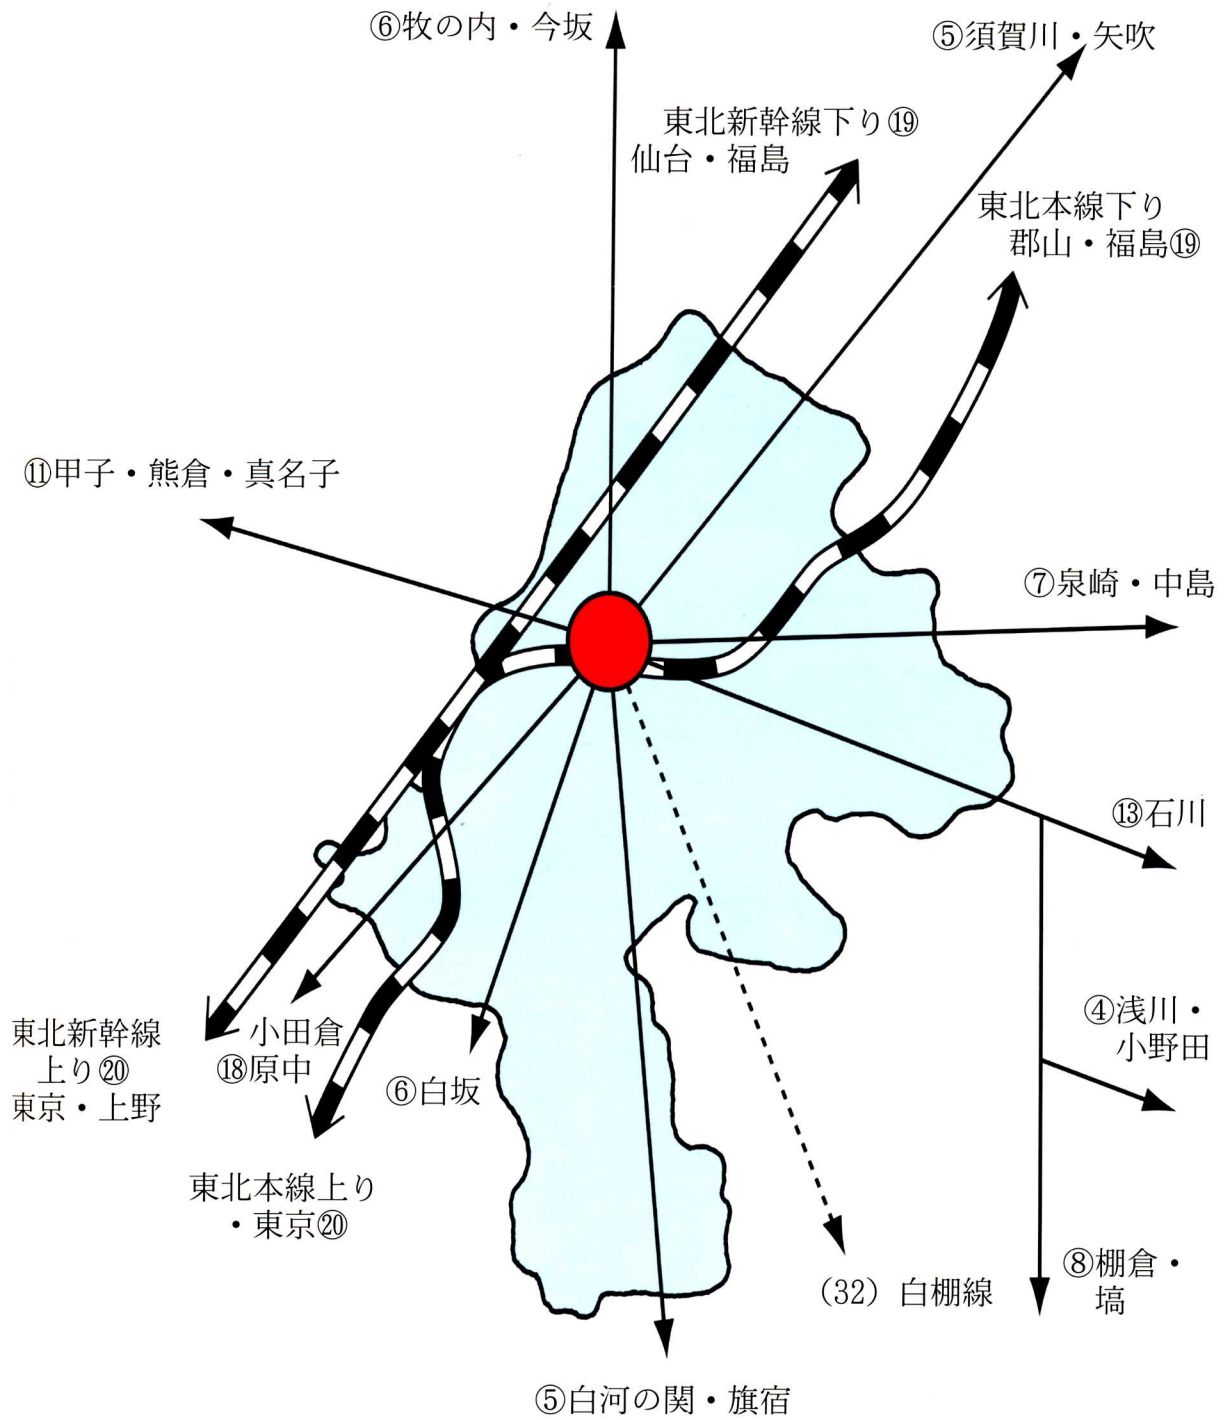 ⑥牧の内・今坂
⑤須賀川・矢吹
東北新幹線下り⑲
仙台・福島
東北本線下り
郡山・福島⑲
⑪甲子・熊倉・真名子
⑦泉崎・中島
⑬石川
④浅川・
小野田
⑧棚倉・
塙
(32) 白棚線
⑤白河の関・旗宿
⑥白坂
小田倉
⑱原中
東北新幹線
上り⑳
東京・上野
東北本線上り
・東京⑳